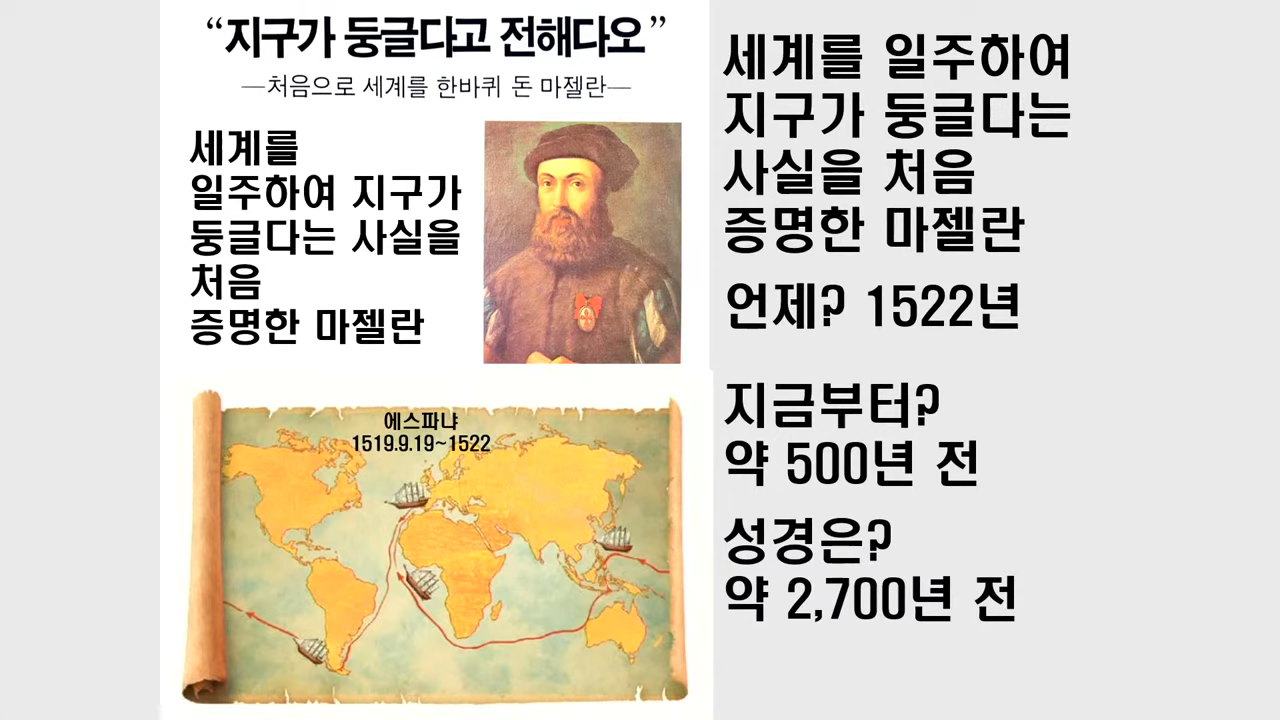 “지구가 둥글다고 전해다오”
—처음으로 세계를 한바퀴 돈 마젤란—
세계를
일주하여 지구가
둥글다는 사실을
처음
증명한 마젤란
에스파냐
1519.9.19~1522
세계를 일주하여
지구가 둥글다는
사실을 처음
증명한 마젤란
언제? 1522년
지금부터?
약 500년 전
성경은?
약 2,700년 전